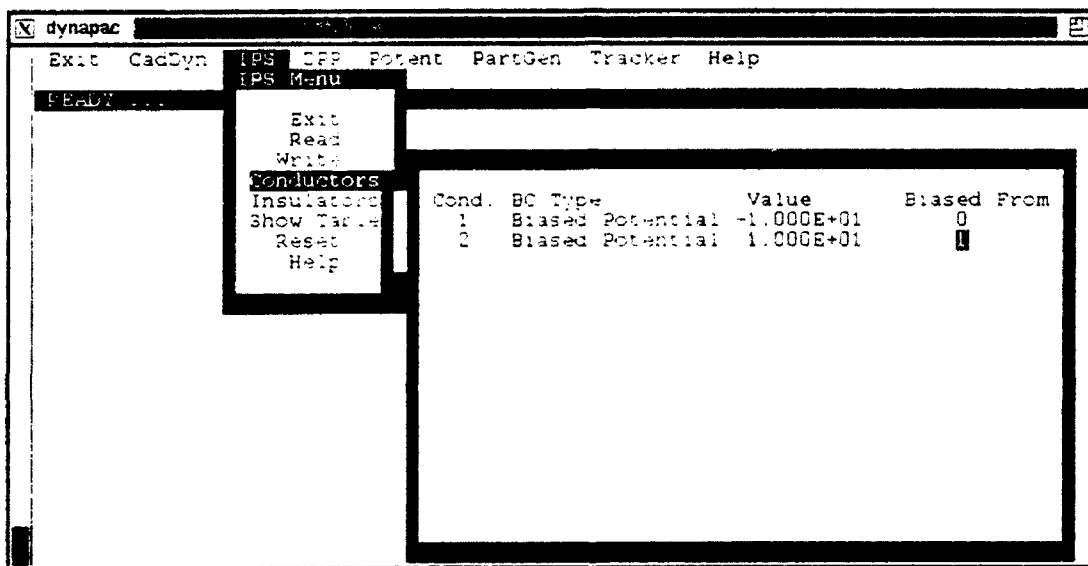 dynapac
Exit CadDyn IPS DPP Potent PartGen Tracker Help
IPS Menu
READY ...
Exit
Read
Write
Conductors
Insulators
Show Table
Reset
Help
Cond. BC Type Value Biased From
1 Biased Potential -1.000E+01 0
2 Biased Potential 1.000E+01 1